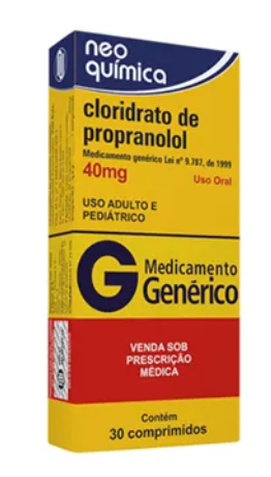 neo
química
cloridrato de
propranolol
Medicamento genérico Lei nº 9.787, de 1999
40mg
Uso Oral
USO ADULTO E
PEDIÁTRICO
G Medicamento
Genérico
VENDA SOB
PRESCRIÇÃO
MÉDICA
Contém
30 comprimidos